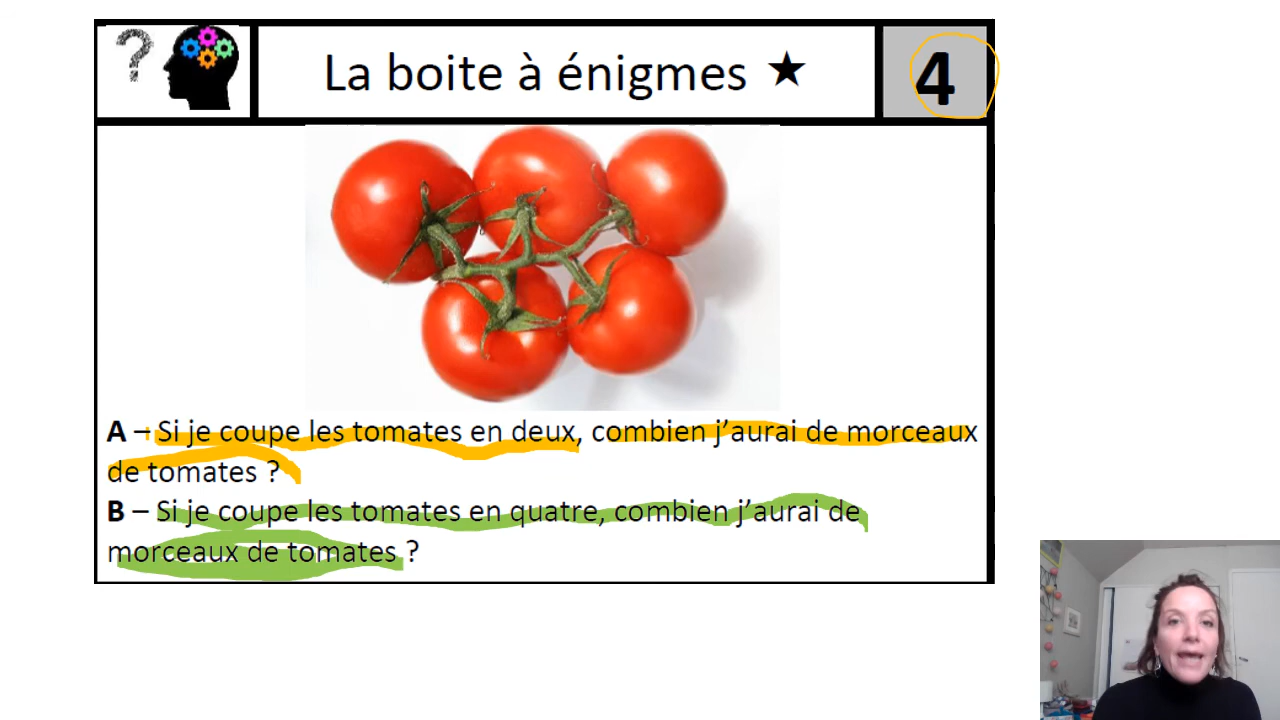 ?
La boite à énigmes ★
4
A – Si je coupe les tomates en deux, combien j’aurai de morceaux
de tomates ?
B – Si je coupe les tomates en quatre, combien j’aurai de
morceaux de tomates ?